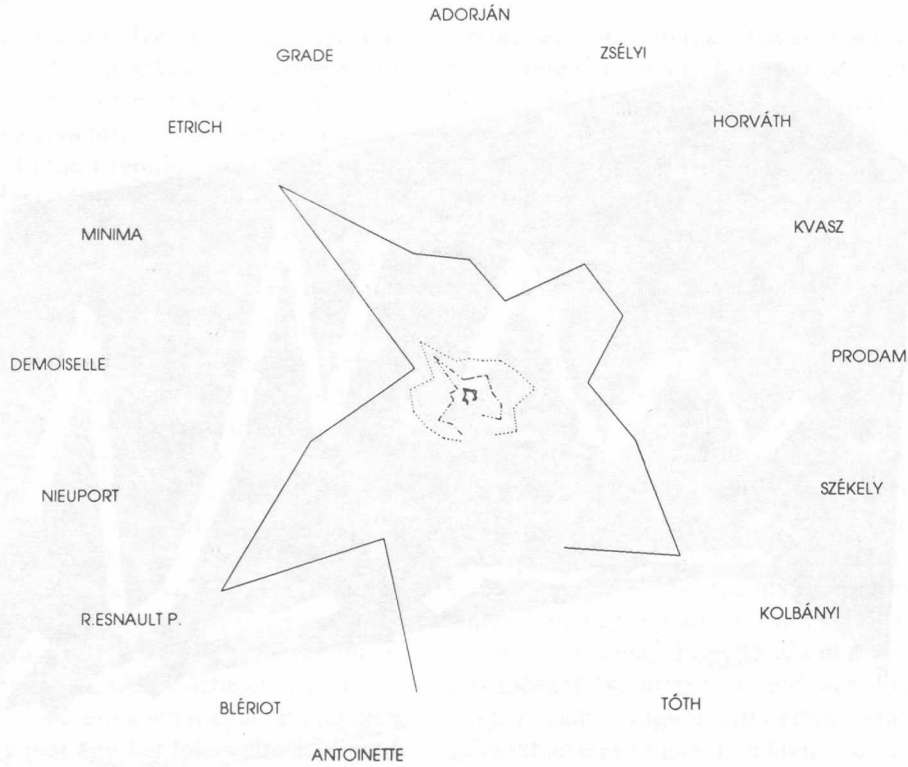 ADORJÁN
GRADE
ZSÉLYI
ETRICH
HORVÁTH
MINIMA
KVASZ
DEMOISELLE
PRODAM
NIEUPORT
SZÉKELY
R.ESNAULT P.
KOLBÁNYI
BLÉRIOT
TÓTH
ANTOINETTE